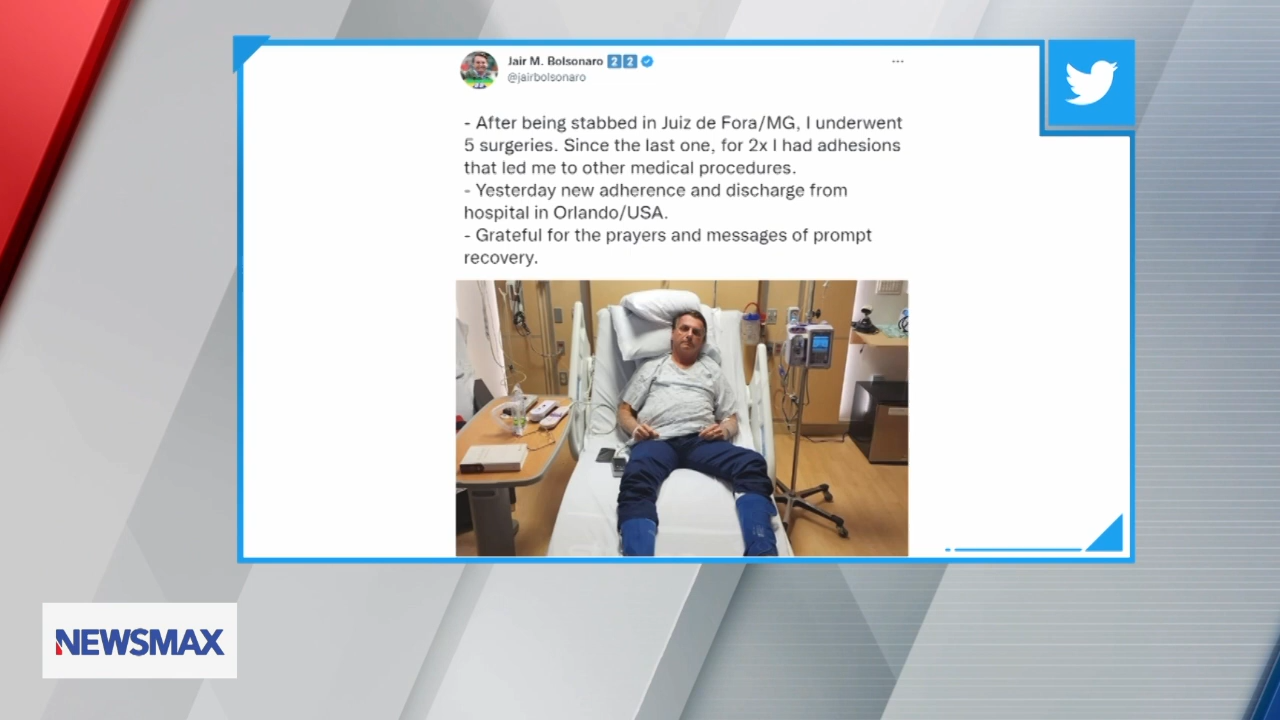 Jair M. Bolsonaro 2️⃣2️⃣
@jairbolsonaro
- After being stabbed in Juiz de Fora/MG, I underwent
5 surgeries. Since the last one, for 2x I had adhesions
that led me to other medical procedures.
- Yesterday new adherence and discharge from
hospital in Orlando/USA.
- Grateful for the prayers and messages of prompt
recovery.
NEWSMAX